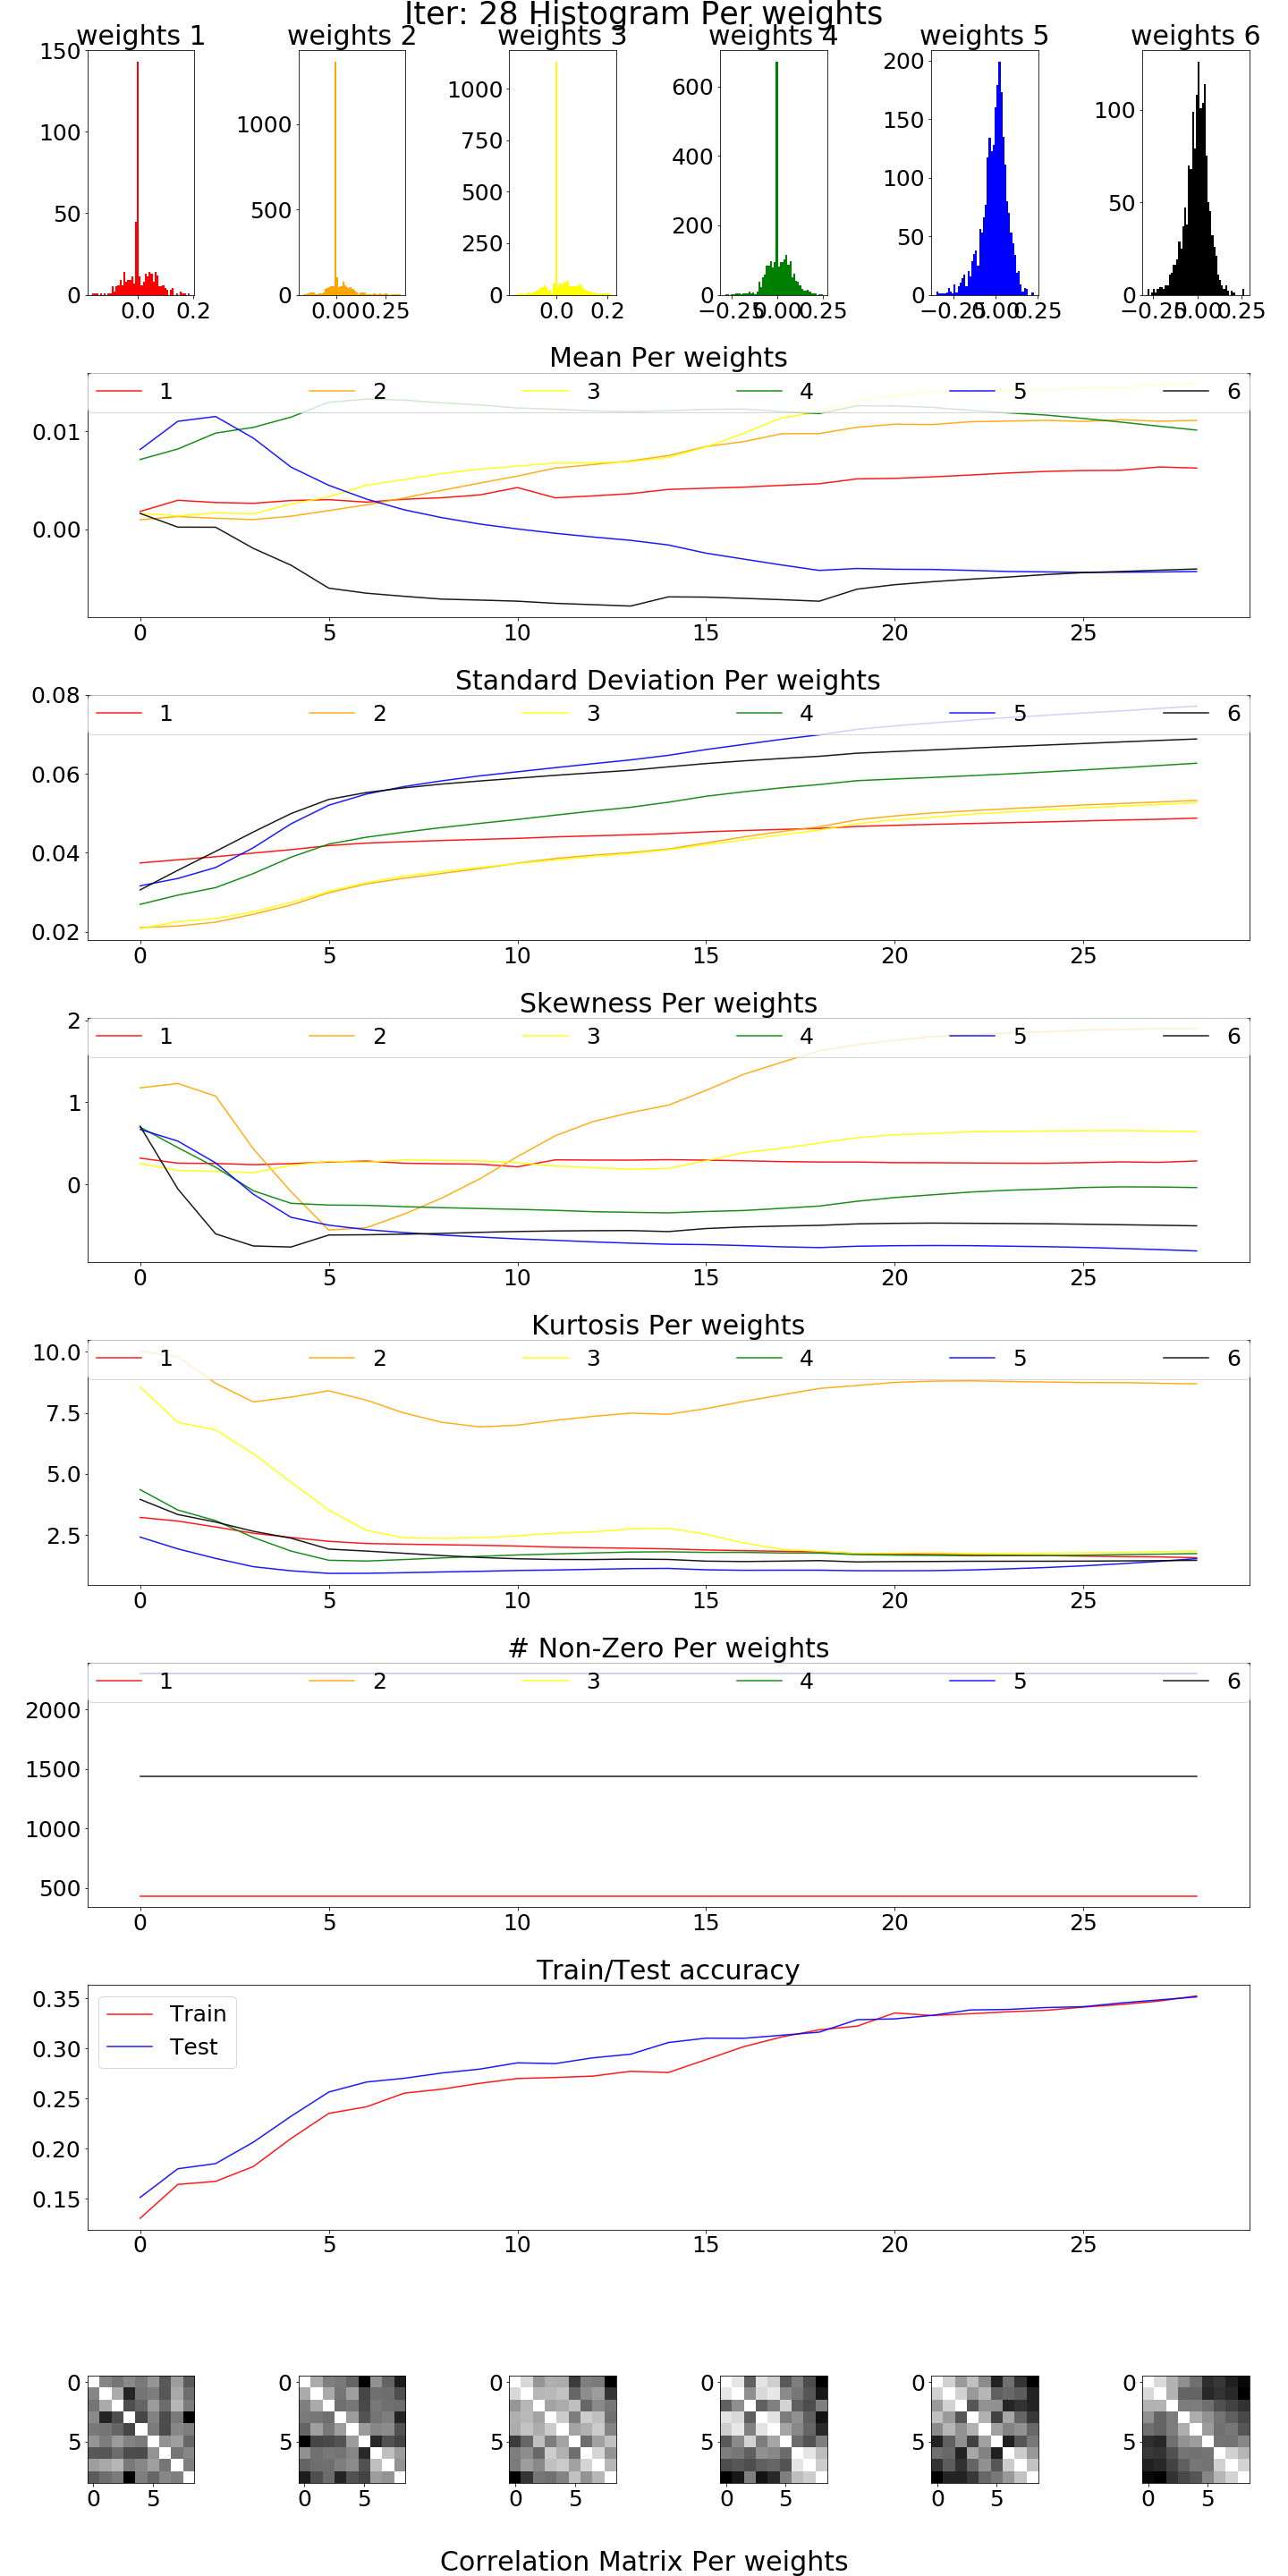 Iter: 28 Histogram Per weights
weights 1 weights 2 weights 3 weights 4 weights 5 weights 6
150
100
50
0
0.0 0.2
1000
500
0
0.00 0.25
1000
750
500
250
0
0.0 0.2
600
400
200
0
−0.25 0.00 0.25
200
150
100
50
0
−0.25 0.00 0.25
100
50
0
−0.25 0.00 0.25
Mean Per weights
1 2 3 4 5 6
0.01
0.00
0 5 10 15 20 25
Standard Deviation Per weights
0.08
1 2 3 4 5 6
0.06
0.04
0.02
0 5 10 15 20 25
Skewness Per weights
2
1 2 3 4 5 6
1
0
0 5 10 15 20 25
Kurtosis Per weights
10.0
1 2 3 4 5 6
7.5
5.0
2.5
0 5 10 15 20 25
# Non-Zero Per weights
1 2 3 4 5 6
2000
1500
1000
500
0 5 10 15 20 25
Train/Test accuracy
0.35
Train
Test
0.30
0.25
0.20
0.15
0 5 10 15 20 25
0 0 0 0 0 0
5 5 5 5 5 5
0 5 0 5 0 5 0 5 0 5 0 5
Correlation Matrix Per weights